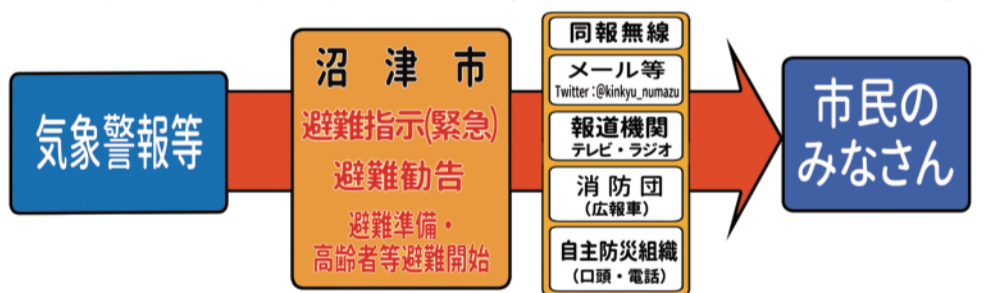 気象警報等
沼津市
避難指示(緊急)
避難勧告
避難準備・
高齢者等避難開始
同報無線
メール等
Twitter:@kinkyu_numazu
報道機関
テレビ・ラジオ
消防団
(広報車)
自主防災組織
(口頭・電話)
市民の
みなさん